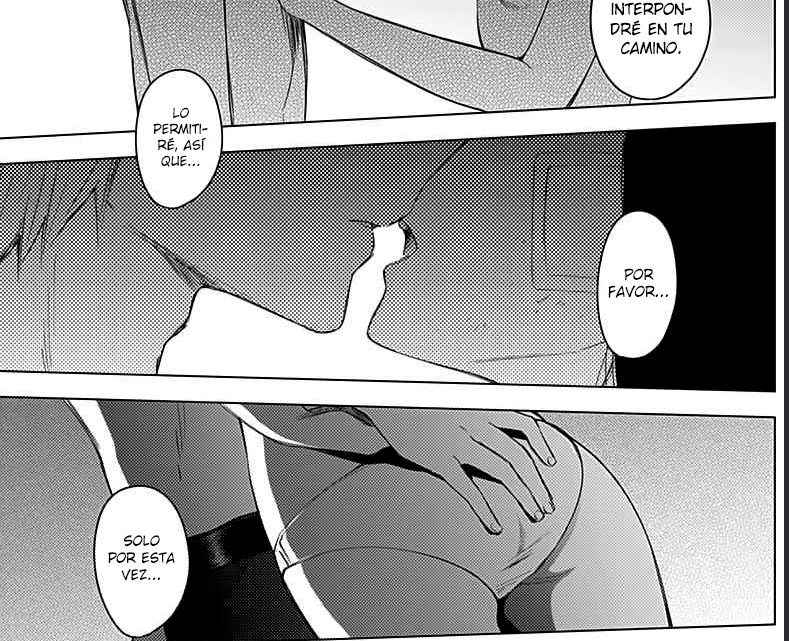 INTERPON-
DRÉ EN TU
CAMINO.
LO
PERMITI-
RÉ, ASÍ
QUE...
POR
FAVOR...
SOLO
POR ESTA
VEZ...